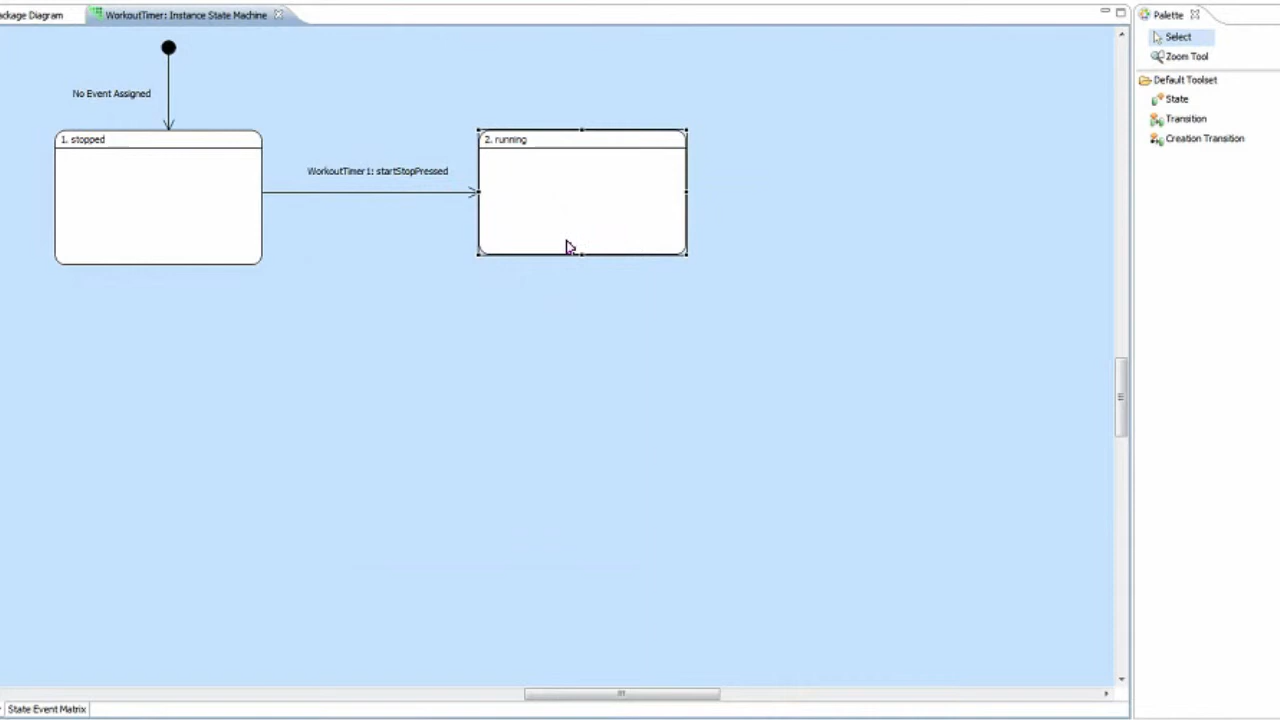 ackage Diagram
WorkoutTimer: Instance State Machine
Palette
Select
Zoom Tool
Default Toolset
State
Transition
Creation Transition
No Event Assigned
1. stopped
2. running
WorkoutTimer1: startStopPressed
State Event Matrix